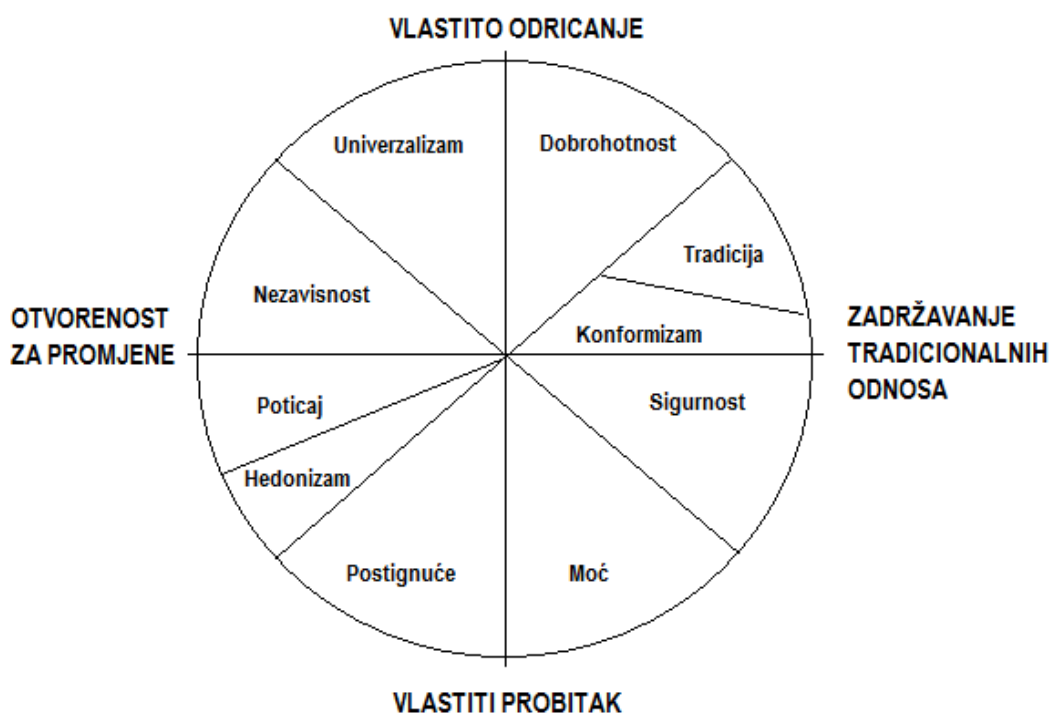 VLASTITO ODRICANJE
Univerzalizam
Dobrohotnost
Tradicija
Nezavisnost
Konformizam
OTVORENOST
ZA PROMJENE
ZADRŽAVANJE
TRADICIONALNIH
ODNOSA
Poticaj
Sigurnost
Hedonizam
Postignuće
Moć
VLASTITI PROBITAK